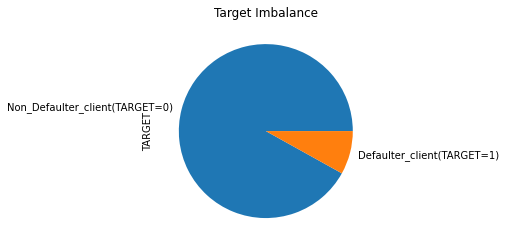 Target Imbalance
Non_Defaulter_client(TARGET=0)
TARGET
Defaulter_client(TARGET=1)